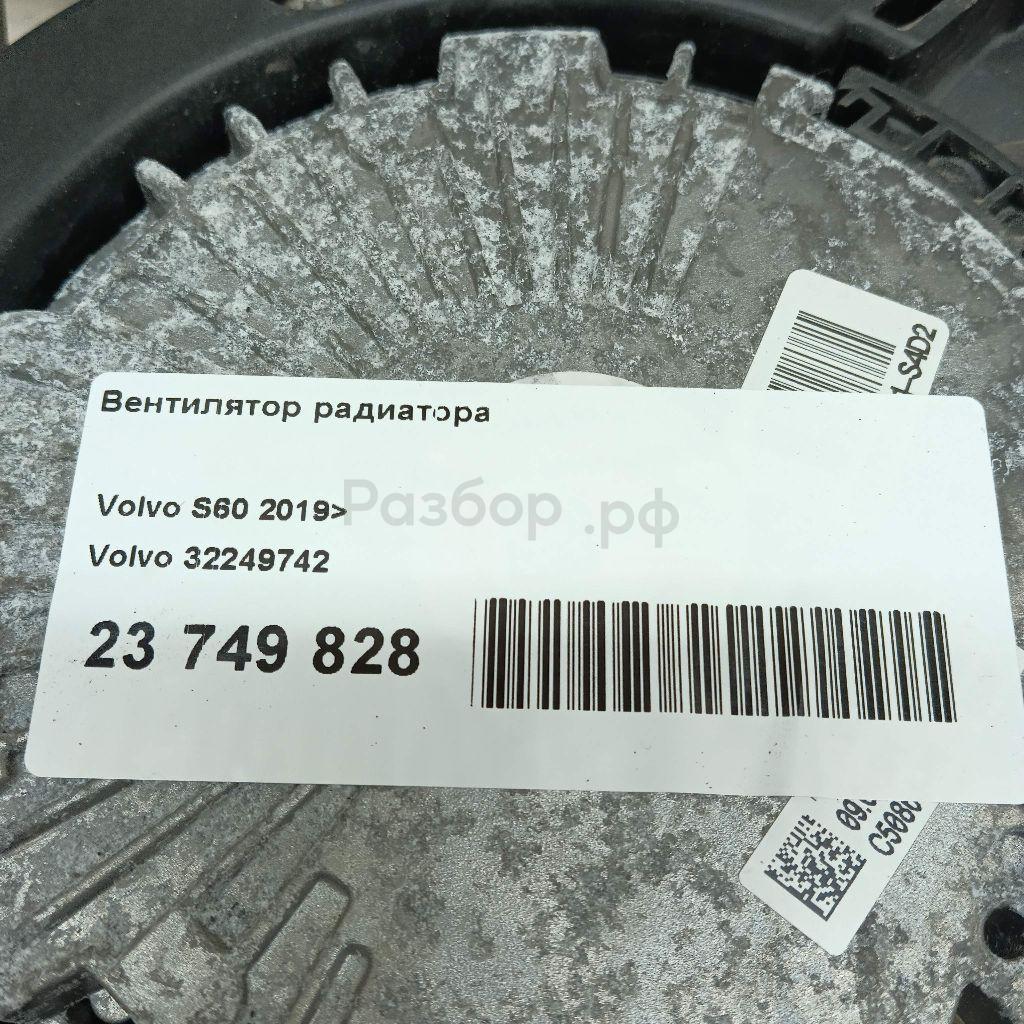 -S4D2
Вентилятор радиатора
Volvo S60 2019>
Разбор .рф
Volvo 32249742
23 749 828